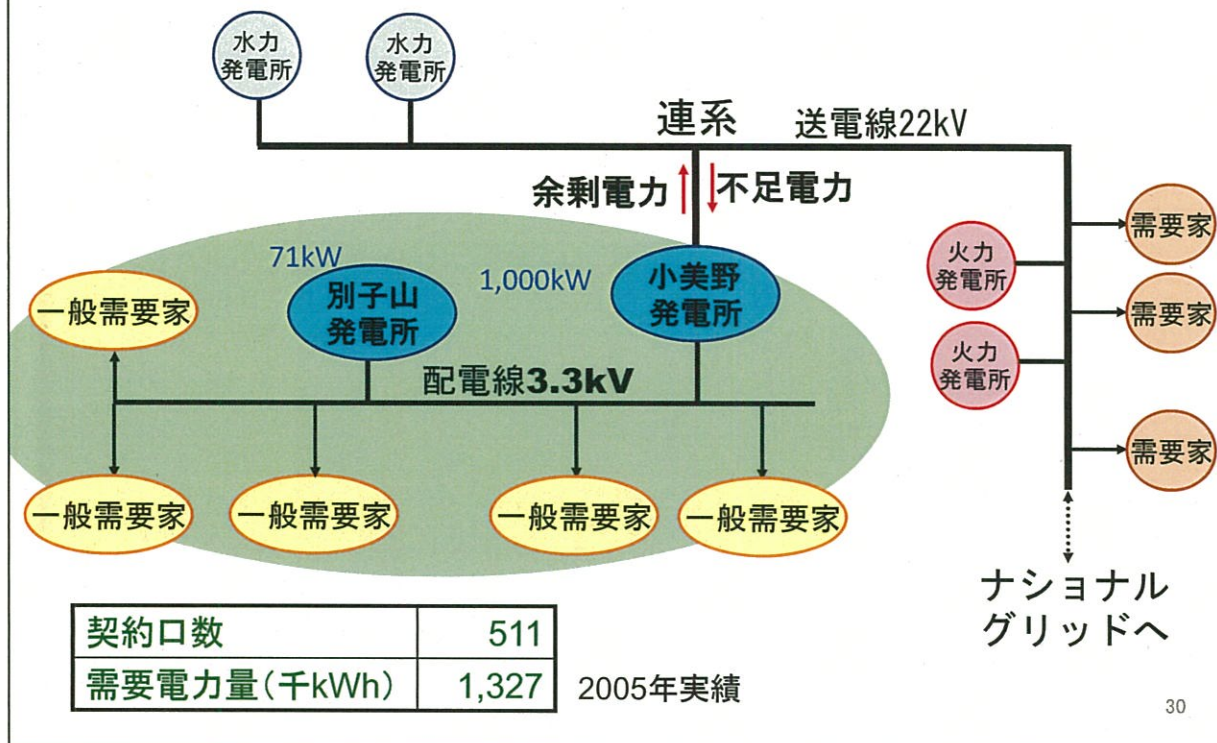 水力
発電所
水力
発電所
連系
送電線22kV
余剰電力
不足電力
71kW
1,000kW
別子山
発電所
小美野
発電所
一般需要家
配電線3.3kV
一般需要家
一般需要家
一般需要家
一般需要家
火力
発電所
火力
発電所
需要家
需要家
需要家
ナショナル
グリッドへ
契約口数 511
需要電力量(千kWh) 1,327
2005年実績
30